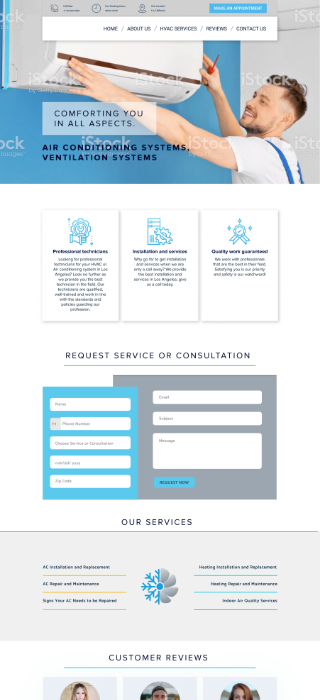 MAKE AN APPOINTMENT
HOME / ABOUT US / HVAC SERVICES / REVIEWS / CONTACT US
iStock
iStock
iStock
COMFORTING YOU
IN ALL ASPECTS.
AIR CONDITIONING SYSTEMS,
VENTILATION SYSTEMS
Professional technicians
Looking for professional
technicians for your HVAC or
Air conditioning system in Los
Angeles? Look no further as
we provide you the best
technician in this field. Our
technicians are qualified,
well-trained and work in line
with the standards and
policies guarding our
profession.
Installation and services
Why go for or get installation
and services when we are
only a call away? We provide
the best installation and
services in Los Angeles, give
us a call today.
Quality work guaranteed
We work with professionals
that are the best in their field.
Satisfying you is our priority
and safety is our watchword!
REQUEST SERVICE OR CONSULTATION
Name
Phone Number
Choose Service or Consultation
mm/dd/ yyyy
Zip Code
Email
Subject
Message
REQUEST NOW
OUR SERVICES
AC Installation and Replacement
AC Repair and Maintenance
Signs Your AC Needs to be Repaired
Heating Installation and Replacement
Heating Repair and Maintenance
Indoor Air Quality Services
CUSTOMER REVIEWS